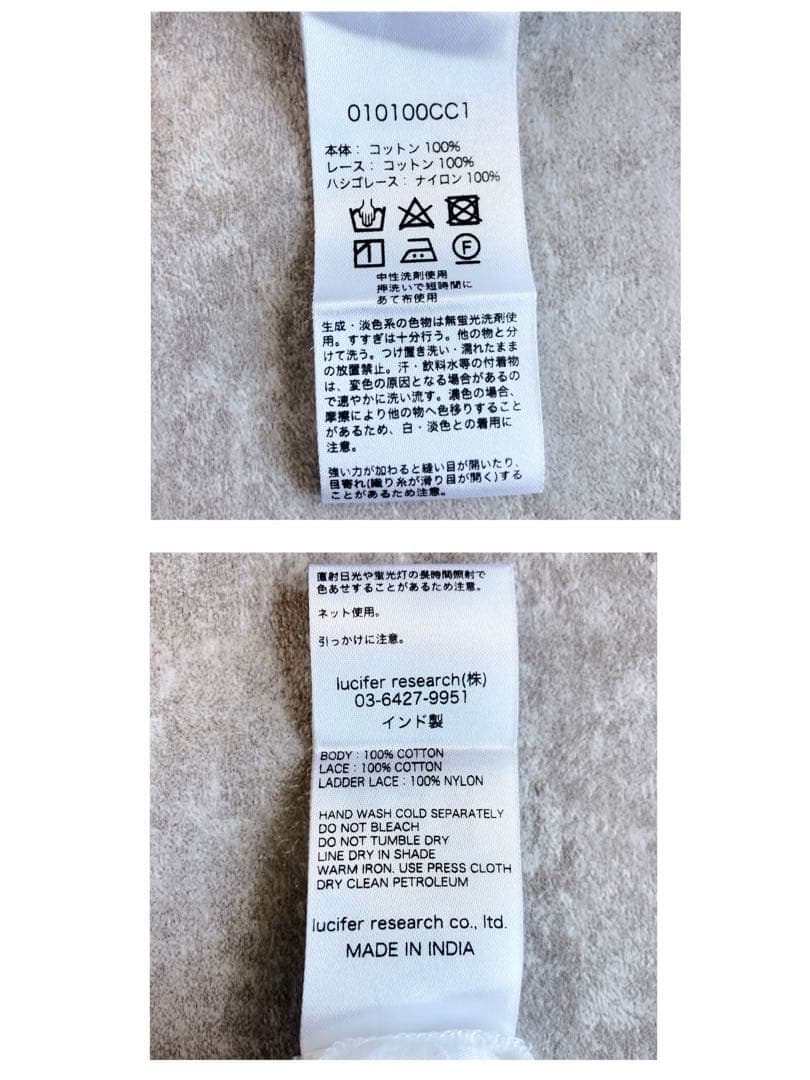 010100CC1
本体： コットン 100%
レース： コットン 100%
ハシゴレース： ナイロン 100%
F
中性洗剤使用
押洗いで短時間に
あて布使用
生成・淡色系の色物は無蛍光洗剤使
用。すすぎは十分行う。他の物と分
けて洗う。つけ置き洗い・濡れたまま
の放置禁止。汗・飲料水等の付着物
は、変色の原因となる場合があるの
で速やかに洗い流す。濃色の場合、
摩擦により他の物へ色移りすること
があるため、白・淡色との着用に
注意。
強い力が加わると縫い目が開いたり、
目寄れ(織り糸が滑り目が開く)する
ことがあるため注意。
直射日光や蛍光灯の長時間照射で
色あせすることがあるため注意。
ネット使用。
引っかけに注意。
lucifer research(株)
03-6427-9951
インド製
BODY : 100% COTTON
LACE : 100% COTTON
LADDER LACE : 100% NYLON
HAND WASH COLD SEPARATELY
DO NOT BLEACH
DO NOT TUMBLE DRY
LINE DRY IN SHADE
WARM IRON. USE PRESS CLOTH
DRY CLEAN PETROLEUM
lucifer research co., ltd.
MADE IN INDIA